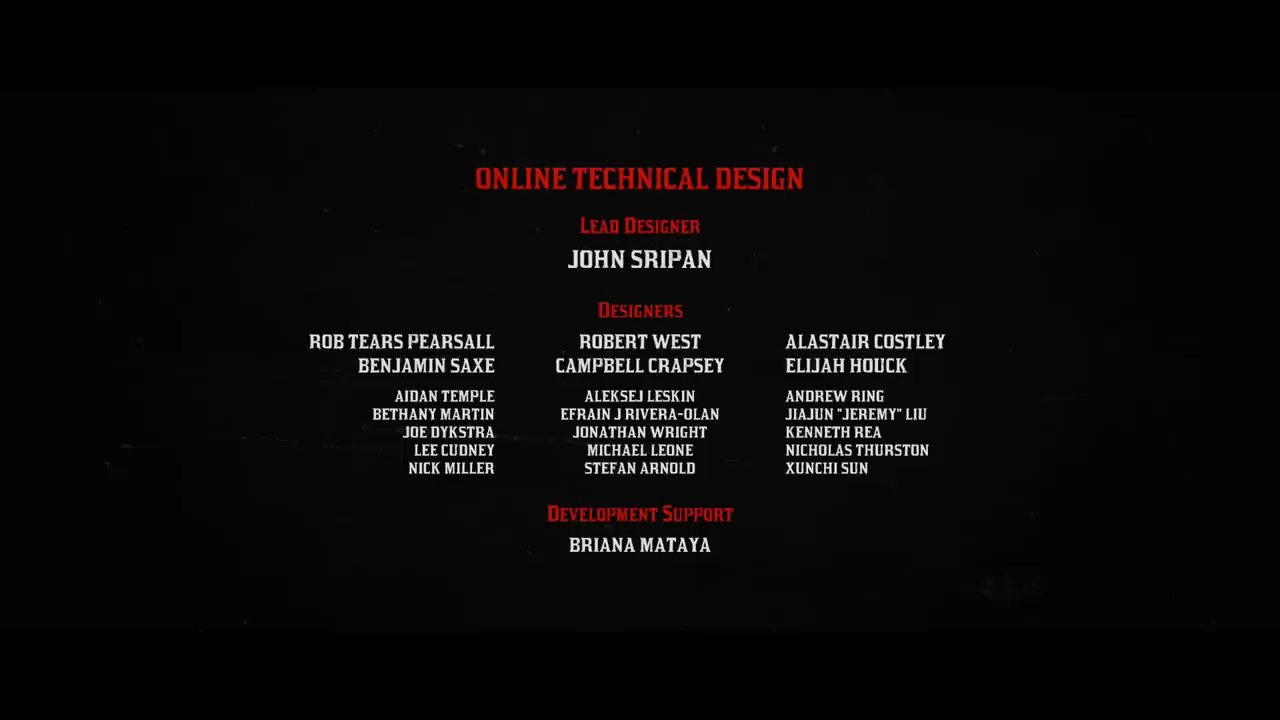 ONLINE TECHNICAL DESIGN
LEAD DESIGNER
JOHN SRIPAN
DESIGNERS
ROB TEARS PEARSALL ROBERT WEST ALASTAIR COSTLEY
BENJAMIN SAXE CAMPBELL CRAPSEY ELIJAH HOUCK
AIDAN TEMPLE ALEKSEJ LESKIN ANDREW RING
BETHANY MARTIN EFRAIN J RIVERA-OLAN JIAJUN "JEREMY" LIU
JOE DYKSTRA JONATHAN WRIGHT KENNETH REA
LEE CUDNEY MICHAEL LEONE NICHOLAS THURSTON
NICK MILLER STEFAN ARNOLD XUNCHI SUN
DEVELOPMENT SUPPORT
BRIANA MATAYA